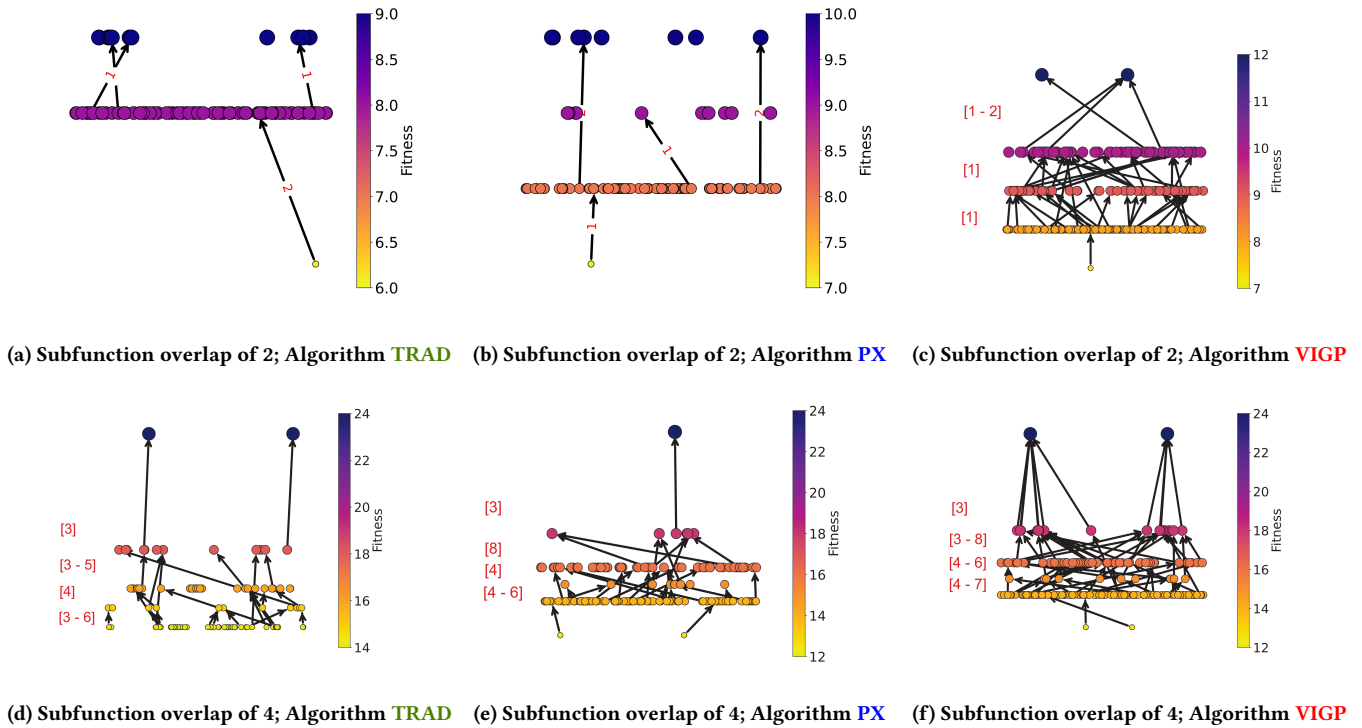 9.0
8.5
8.0
7.5
7.0
6.5
6.0
Fitness
1
1
2
(a) Subfunction overlap of 2; Algorithm TRAD
10.0
9.5
9.0
8.5
8.0
7.5
7.0
Fitness
2
2
1
1
(b) Subfunction overlap of 2; Algorithm PX
12
11
10
9
8
7
Fitness
[1 - 2]
[1]
[1]
(c) Subfunction overlap of 2; Algorithm VIGP
24
22
20
18
16
14
Fitness
[3]
[3 - 5]
[4]
[3 - 6]
(d) Subfunction overlap of 4; Algorithm TRAD
24
22
20
18
16
14
12
Fitness
[3]
[8]
[4]
[4 - 6]
(e) Subfunction overlap of 4; Algorithm PX
24
22
20
18
16
14
12
Fitness
[3]
[3 - 8]
[4 - 6]
[4 - 7]
(f) Subfunction overlap of 4; Algorithm VIGP